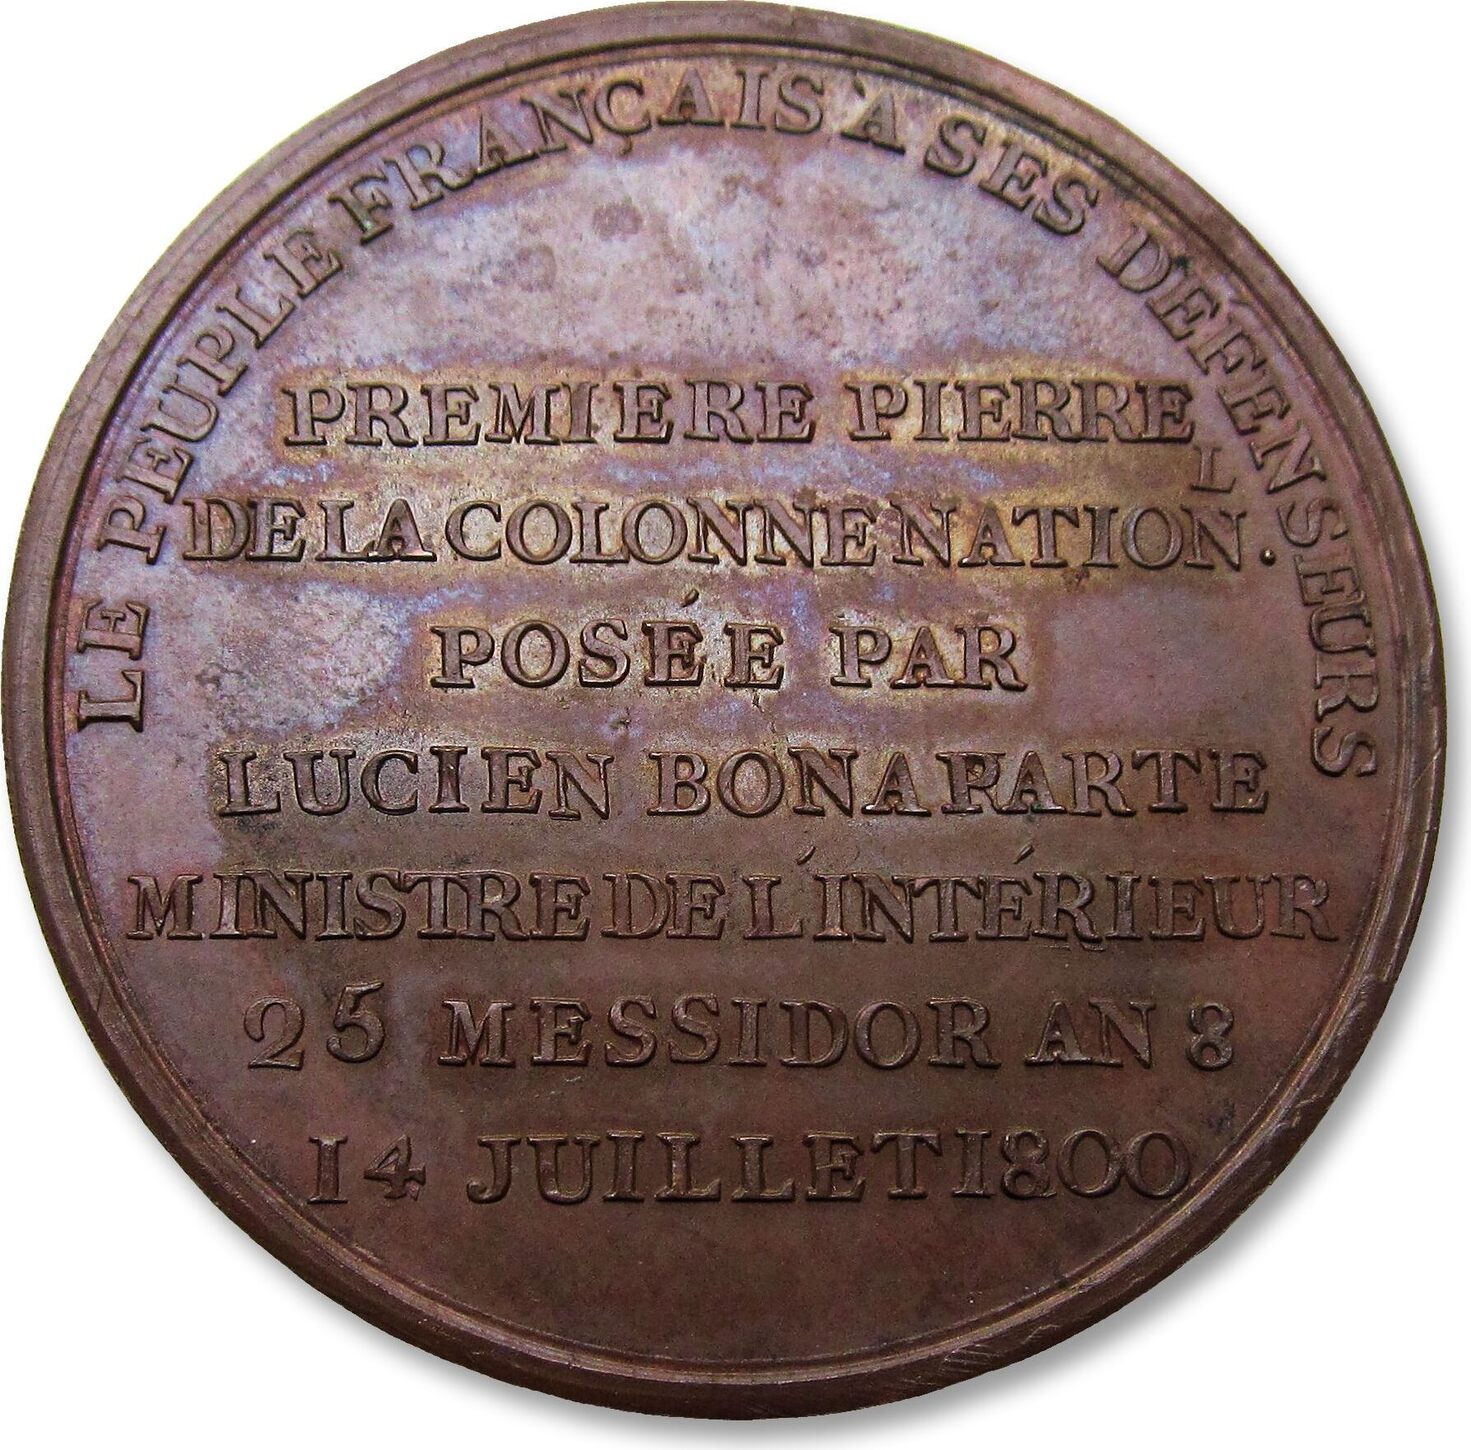 LE PEUPLE FRANÇAIS À SES DÉFENSEURS
PREMIERE PIERRE
DE LA COLONNE NATION.L
POSÉE PAR
LUCIEN BONAPARTE
MINISTRE DE L'INTÉRIEUR
25 MESSIDOR AN 8
14 JUILLET 1800